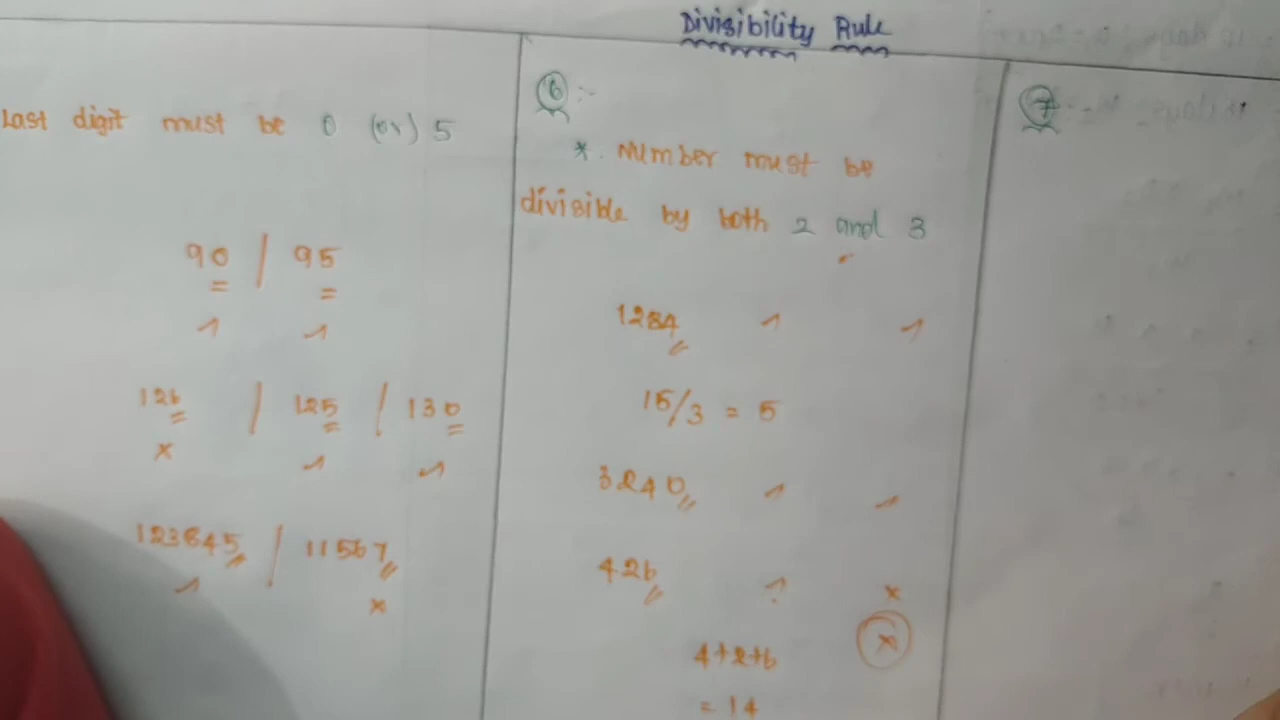 Divisibility Rule
Last digit must be 0 (or) 5
90 / 95
126 / 125 / 130
123645 / 11567
6 :-
* Number must be
divisible by both 2 and 3
1284
15/3 = 5
3240
426
4+2+6
= 14
7